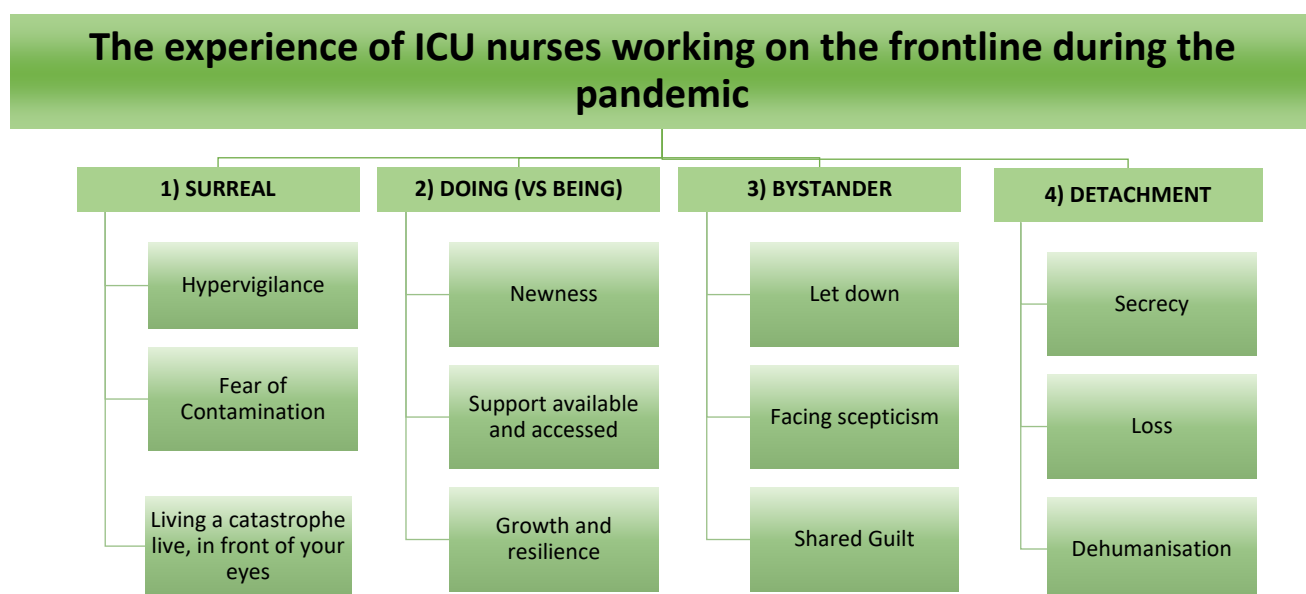 The experience of ICU nurses working on the frontline during the
pandemic
1) SURREAL
Hypervigilance
Fear of
Contamination
Living a catastrophe
live, in front of your
eyes
2) DOING (VS BEING)
Newness
Support available
and accessed
Growth and
resilience
3) BYSTANDER
Let down
Facing scepticism
Shared Guilt
4) DETACHMENT
Secrecy
Loss
Dehumanisation